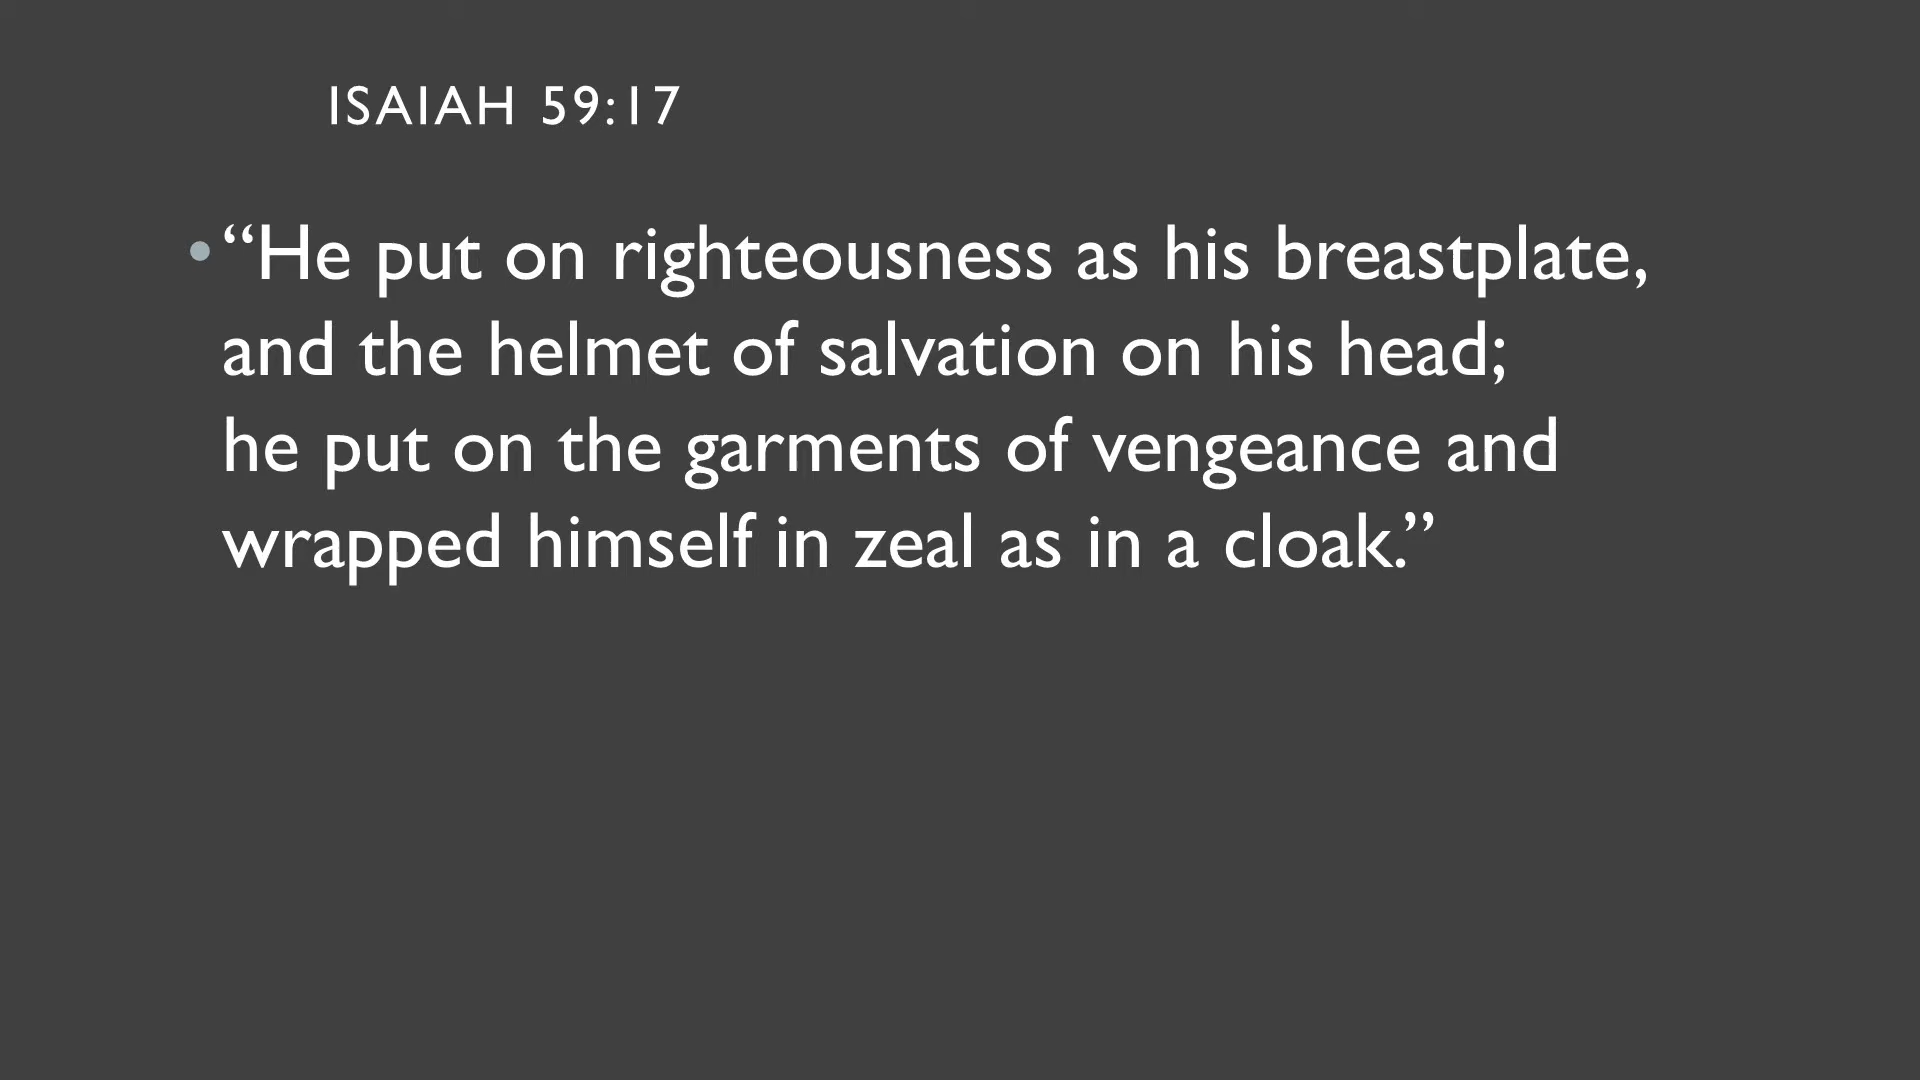 ISAIAH 59:17
• “He put on righteousness as his breastplate,
and the helmet of salvation on his head;
he put on the garments of vengeance and
wrapped himself in zeal as in a cloak.”